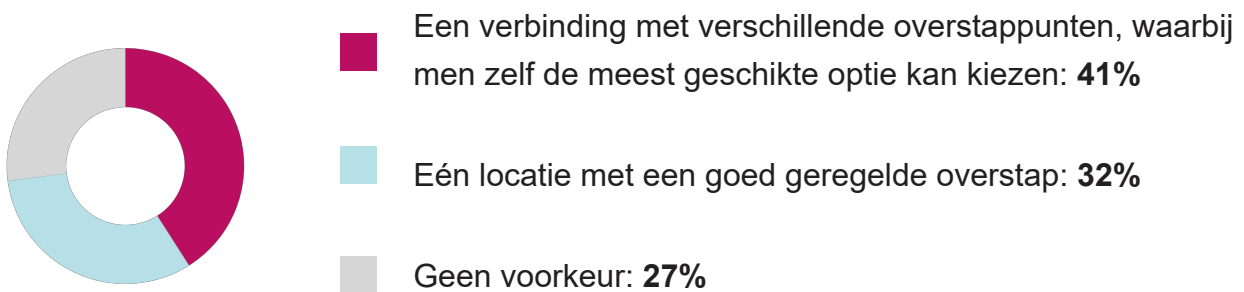 Een verbinding met verschillende overstappunten, waarbij
men zelf de meest geschikte optie kan kiezen: 41%
Eén locatie met een goed geregelde overstap: 32%
Geen voorkeur: 27%